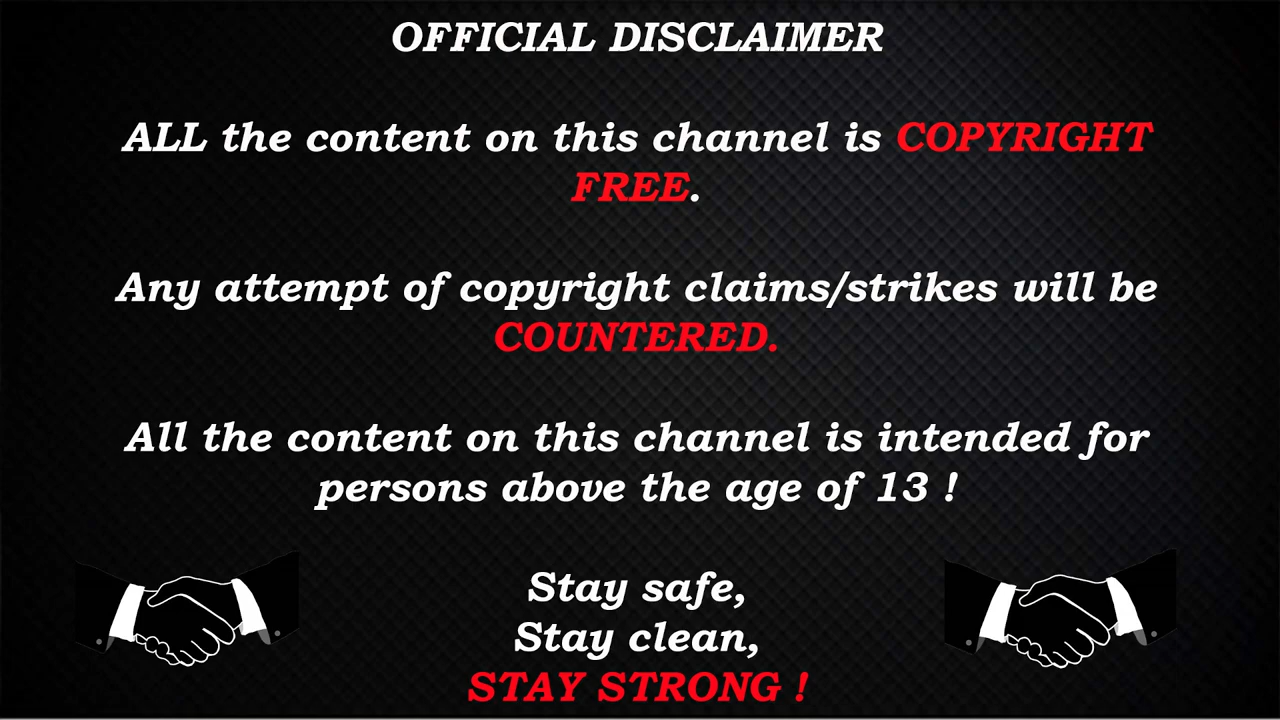 OFFICIAL DISCLAIMER
ALL the content on this channel is COPYRIGHT
FREE.
Any attempt of copyright claims/strikes will be
COUNTERED.
All the content on this channel is intended for
persons above the age of 13 !
Stay safe,
Stay clean,
STAY STRONG !